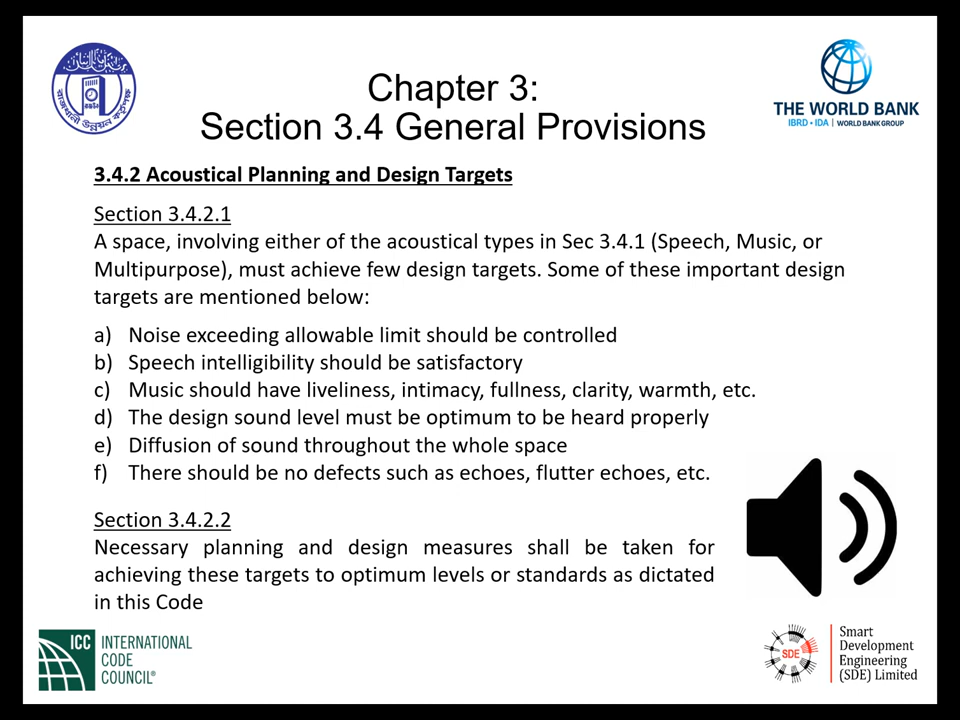 Chapter 3:
Section 3.4 General Provisions
THE WORLD BANK
IBRD • IDA | WORLD BANK GROUP
3.4.2 Acoustical Planning and Design Targets
Section 3.4.2.1
A space, involving either of the acoustical types in Sec 3.4.1 (Speech, Music, or
Multipurpose), must achieve few design targets. Some of these important design
targets are mentioned below:
a) Noise exceeding allowable limit should be controlled
b) Speech intelligibility should be satisfactory
c) Music should have liveliness, intimacy, fullness, clarity, warmth, etc.
d) The design sound level must be optimum to be heard properly
e) Diffusion of sound throughout the whole space
f) There should be no defects such as echoes, flutter echoes, etc.
Section 3.4.2.2
Necessary planning and design measures shall be taken for
achieving these targets to optimum levels or standards as dictated
in this Code
ICC INTERNATIONAL
CODE
COUNCIL®
SDE
Smart
Development
Engineering
(SDE) Limited